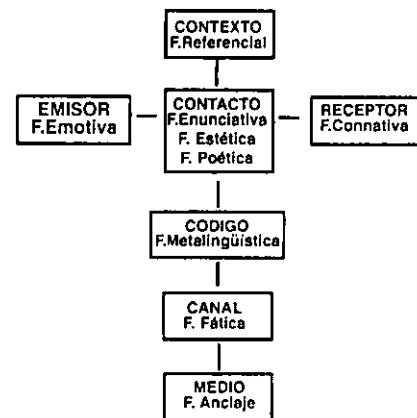 CONTEXTO
F.Referencial
EMISOR
F.Emotiva
CONTACTO
F.Enunciativa
F. Estética
F. Poética
RECEPTOR
F.Connativa
CODIGO
F.Metalingüística
CANAL
F. Fática
MEDIO
F. Anclaje